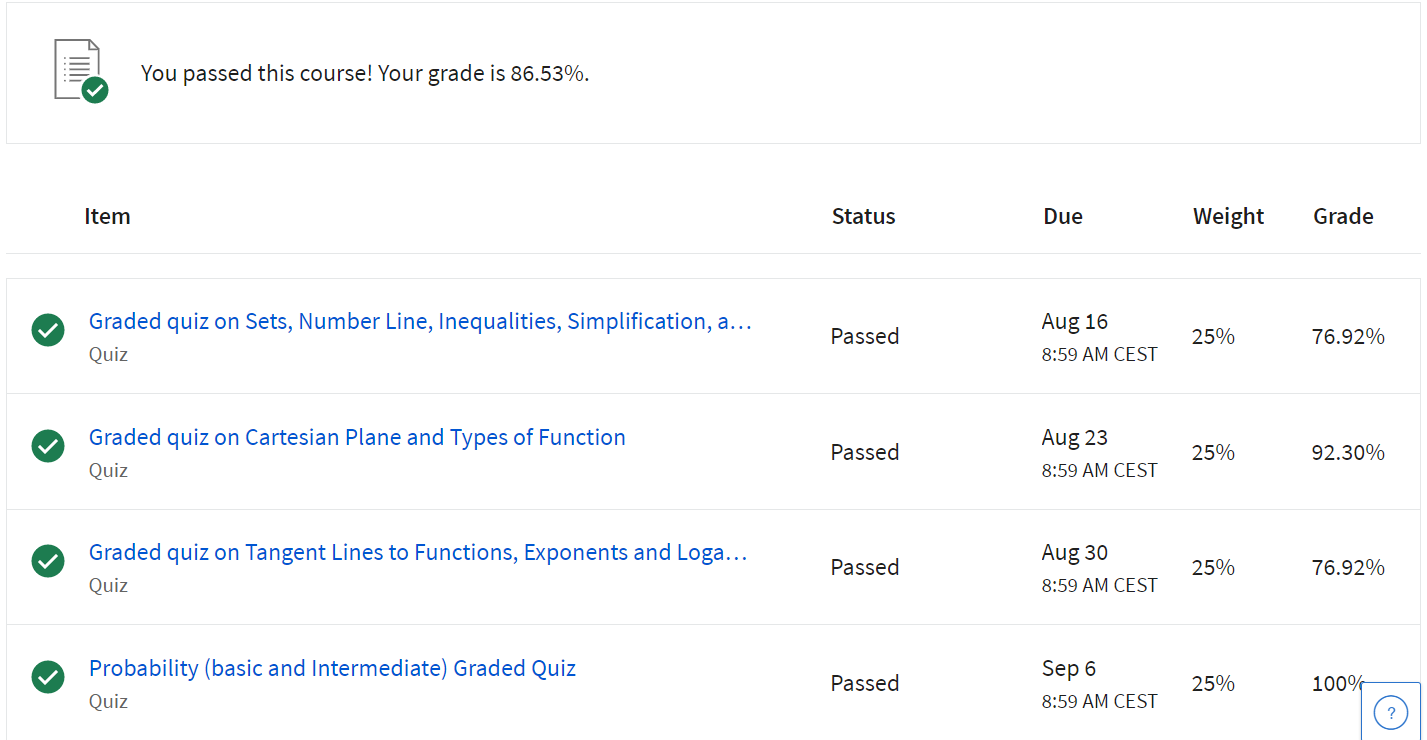 You passed this course! Your grade is 86.53%.
Item Status Due Weight Grade
Graded quiz on Sets, Number Line, Inequalities, Simplification, a…
Quiz
Passed
Aug 16
8:59 AM CEST
25%
76.92%
Graded quiz on Cartesian Plane and Types of Function
Quiz
Passed
Aug 23
8:59 AM CEST
25%
92.30%
Graded quiz on Tangent Lines to Functions, Exponents and Loga…
Quiz
Passed
Aug 30
8:59 AM CEST
25%
76.92%
Probability (basic and Intermediate) Graded Quiz
Quiz
Passed
Sep 6
8:59 AM CEST
25%
100%
?